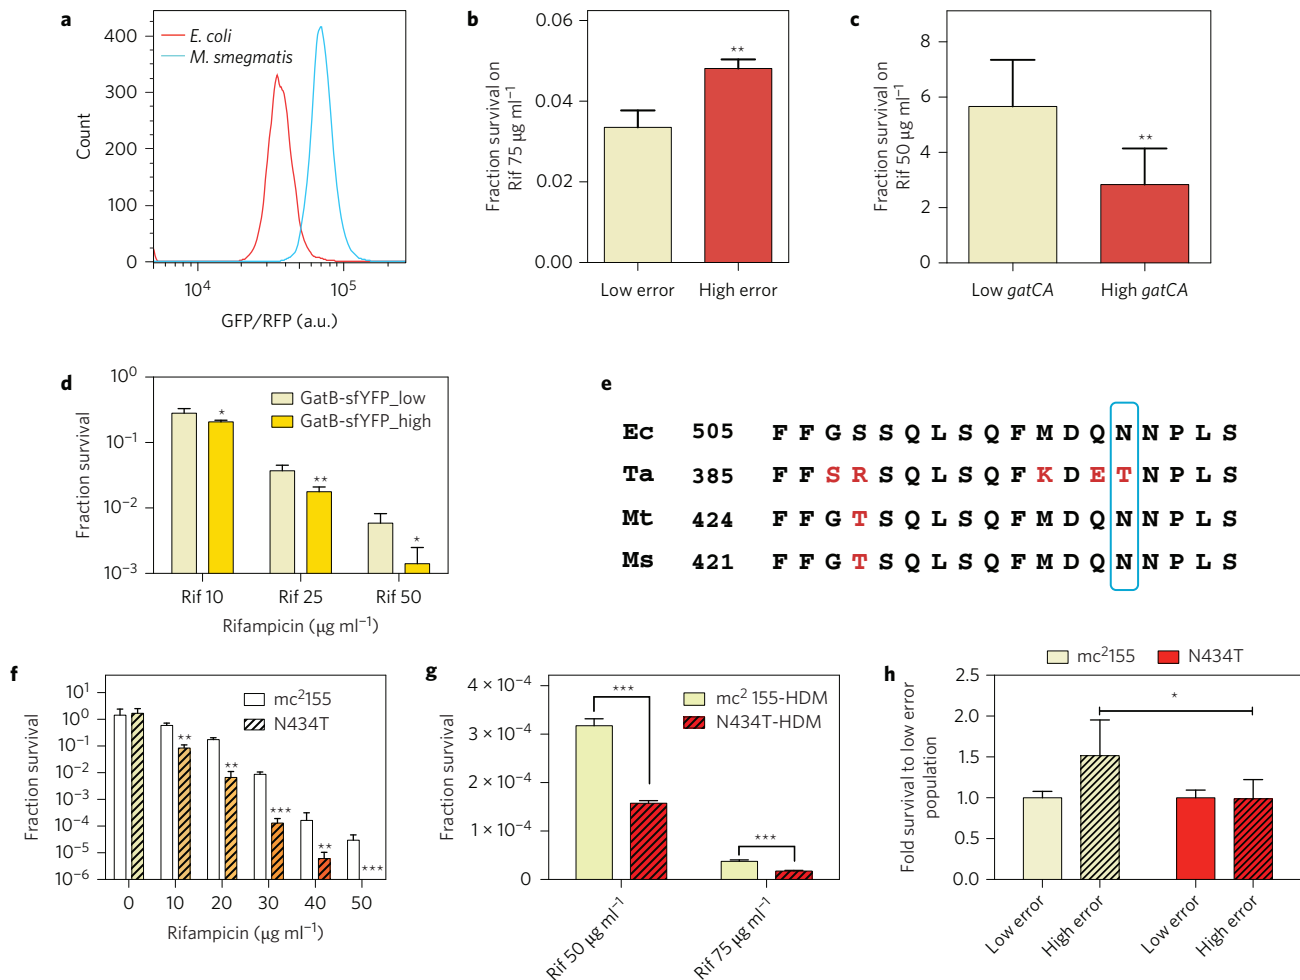 a
E. coli
M. smegmatis
400
300
200
100
0
Count
10⁴
10⁵
GFP/RFP (a.u.)
b
0.06
0.04
0.02
0.00
Fraction survival on
Rif 75 µg ml⁻¹
**
Low error
High error
c
8
6
4
2
0
Fraction survival on
Rif 50 µg ml⁻¹
**
Low gatCA
High gatCA
d
10⁰
10⁻¹
10⁻²
10⁻³
Fraction survival
GatB-sfYFP_low
GatB-sfYFP_high
*
**
*
Rif 10
Rif 25
Rif 50
Rifampicin (µg ml⁻¹)
e
Ec 505 F F G S S Q L S Q F M D Q N N P L S
Ta 385 F F S R S Q L S Q F K D E T N P L S
Mt 424 F F G T S Q L S Q F M D Q N N P L S
Ms 421 F F G T S Q L S Q F M D Q N N P L S
f
10¹
10⁰
10⁻¹
10⁻²
10⁻³
10⁻⁴
10⁻⁵
10⁻⁶
Fraction survival
mc²155
N434T
**
**
***
**
***
0 10 20 30 40 50
Rifampicin (µg ml⁻¹)
g
4 × 10⁻⁴
3 × 10⁻⁴
2 × 10⁻⁴
1 × 10⁻⁴
0
Fraction survival
mc² 155-HDM
N434T-HDM
***
***
Rif 50 µg ml⁻¹
Rif 75 µg ml⁻¹
h
mc²155
N434T
2.5
2.0
1.5
1.0
0.5
0.0
Fold survival to low error
population
*
Low error
High error
Low error
High error